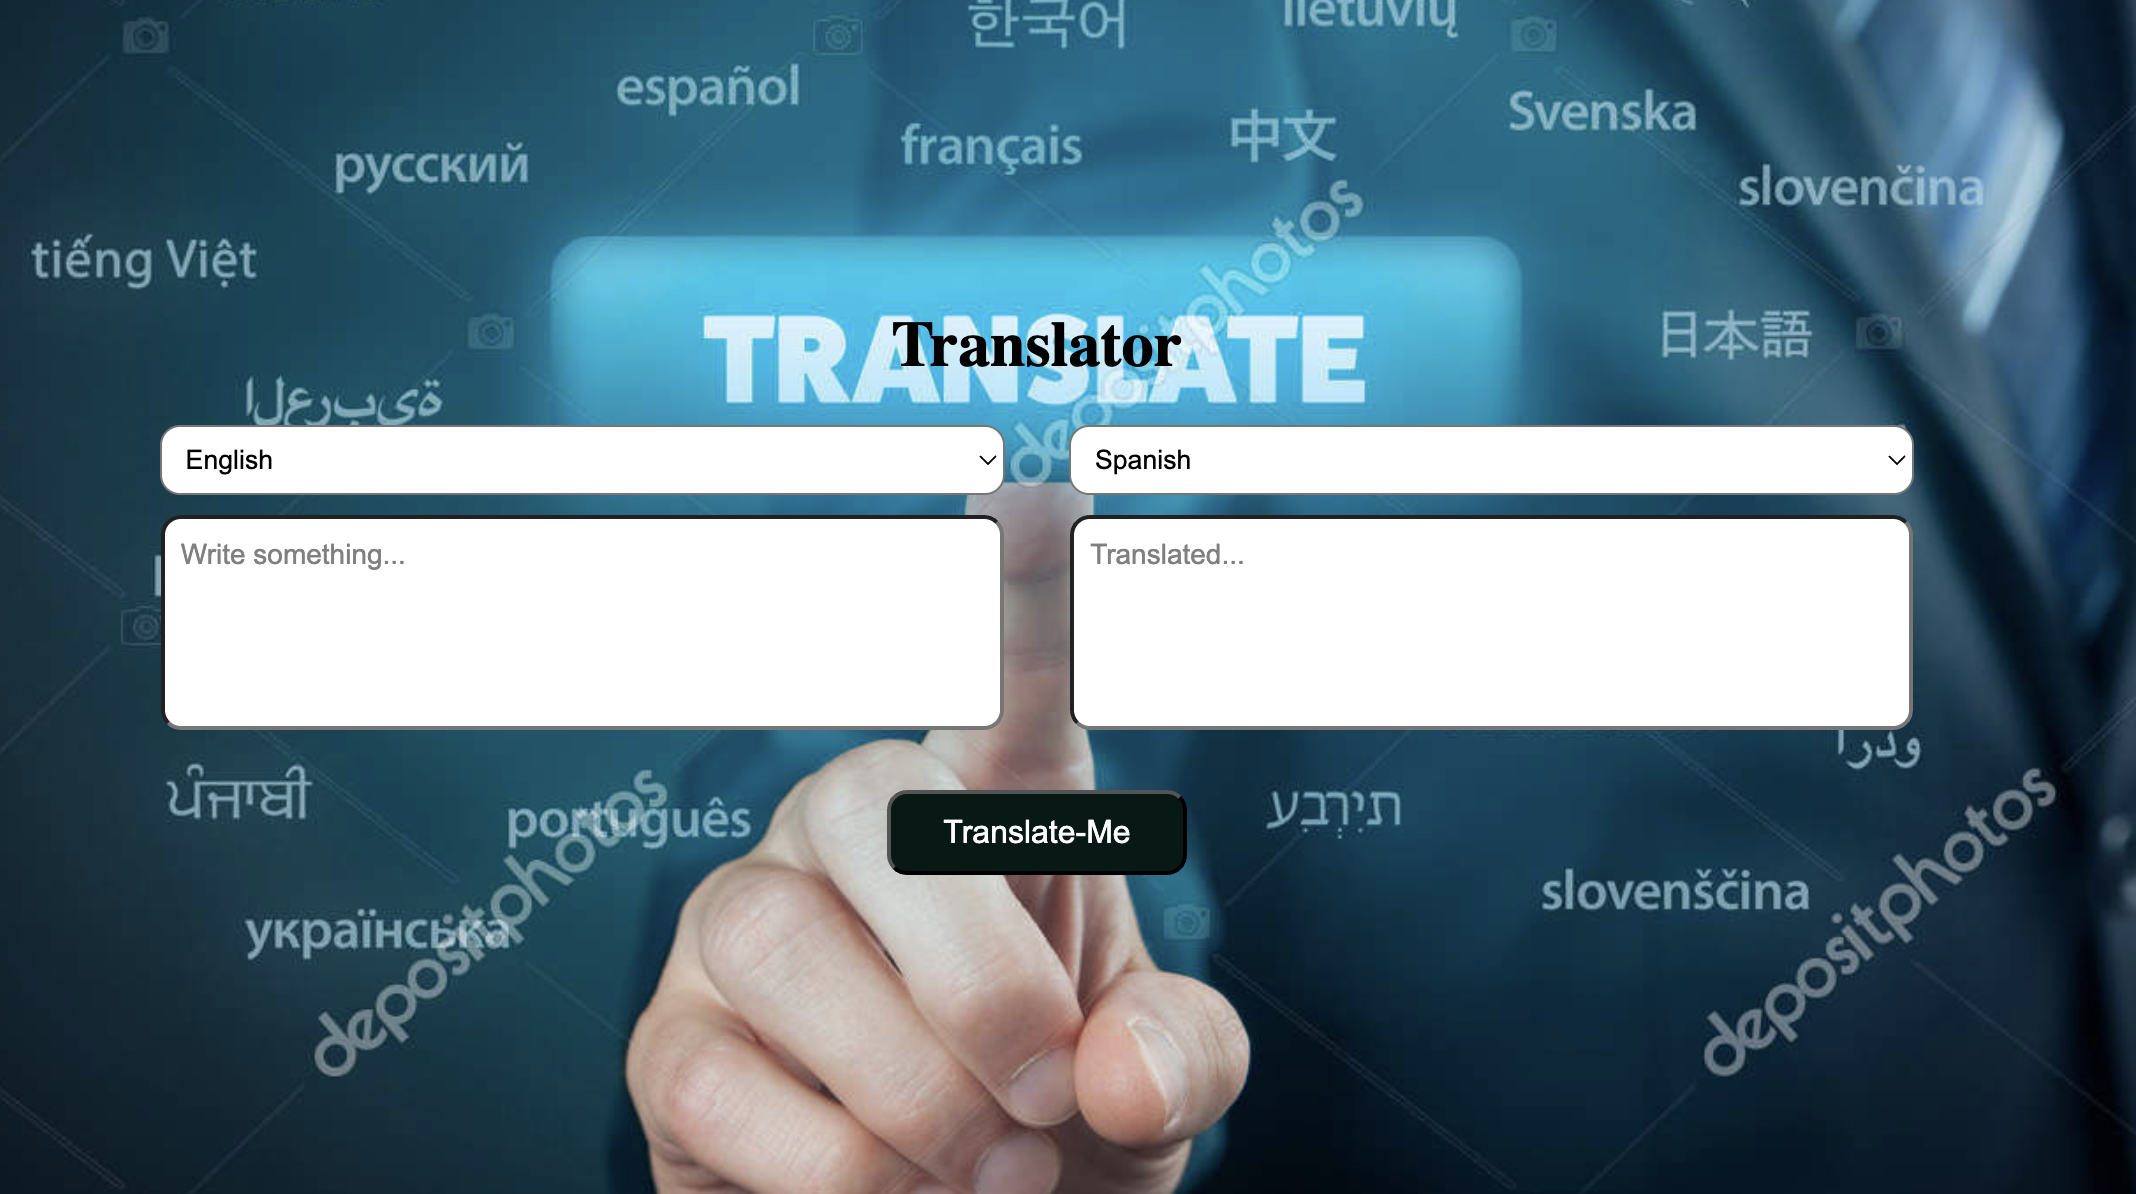 한국어
lietuvių
español
français
中文
Svenska
русский
slovenčina
tiếng Việt
TRANSLATE
Translator
depositphotos
日本語
العربية
English
Spanish
Write something...
Translated...
اردو
ਪੰਜਾਬੀ
português
Translate-Me
עִבְרִית
slovenščina
українська
depositphotos
depositphotos